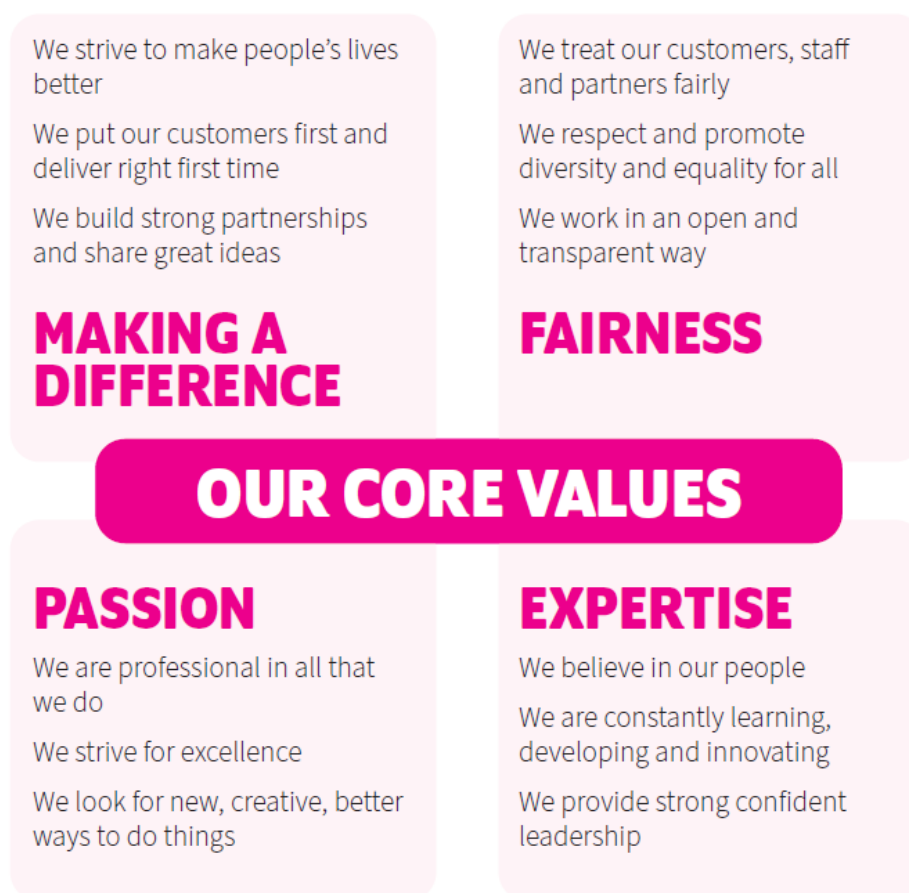 We strive to make people's lives
better
We put our customers first and
deliver right first time
We build strong partnerships
and share great ideas
MAKING A
DIFFERENCE
We treat our customers, staff
and partners fairly
We respect and promote
diversity and equality for all
We work in an open and
transparent way
FAIRNESS
OUR CORE VALUES
PASSION
We are professional in all that
we do
We strive for excellence
We look for new, creative, better
ways to do things
EXPERTISE
We believe in our people
We are constantly learning,
developing and innovating
We provide strong confident
leadership